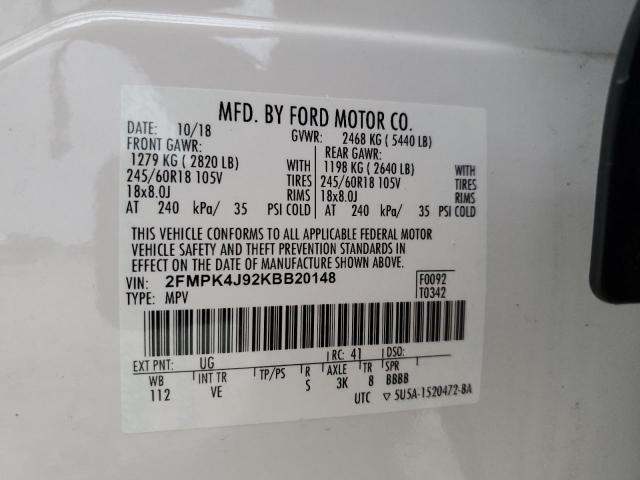 MFD. BY FORD MOTOR CO.
DATE: 10/18 GVWR: 2468 KG ( 5440 LB)
FRONT GAWR: REAR GAWR:
1279 KG ( 2820 LB) WITH 1198 KG ( 2640 LB) WITH
245/60R18 105V TIRES 245/60R18 105V TIRES
18x8.0J RIMS 18x8.0J RIMS
AT 240 kPa/ 35 PSI COLD AT 240 kPa/ 35 PSI COLD
THIS VEHICLE CONFORMS TO ALL APPLICABLE FEDERAL MOTOR
VEHICLE SAFETY AND THEFT PREVENTION STANDARDS IN
EFFECT ON THE DATE OF MANUFACTURE SHOWN ABOVE.
VIN: 2FMPK4J92KBB20148 F0092
TYPE: MPV T0342
EXT PNT: UG RC: 41 DSO:
WB INT TR TP/PS R AXLE TR SPR
112 VE S 3K 8 BBBB
UTC ▽ 5U5A-1520472-BA